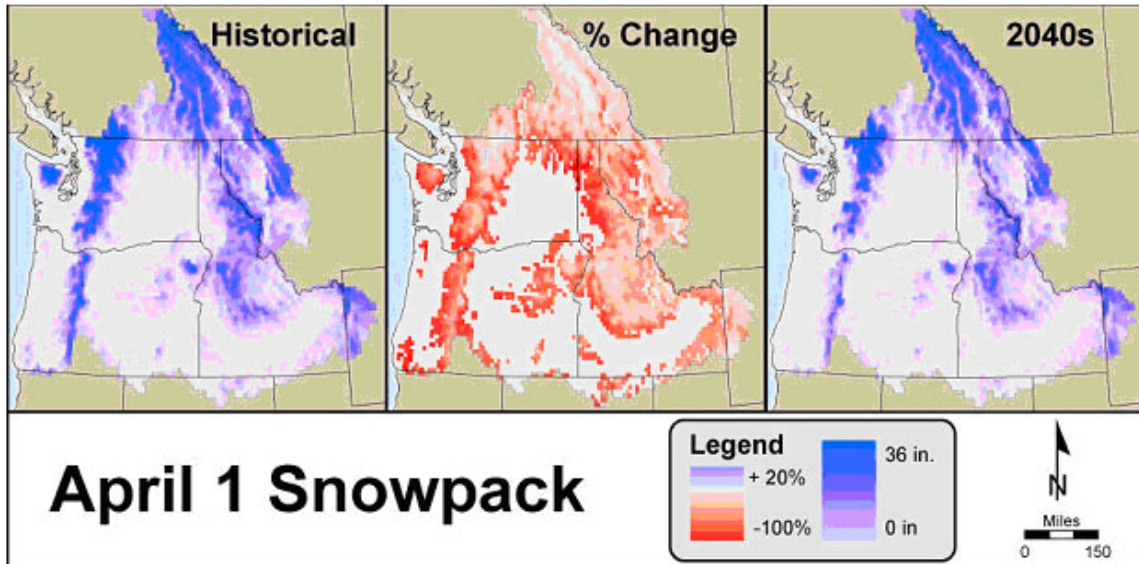 Historical
% Change
2040s
April 1 Snowpack
Legend
+ 20%
-100%
36 in.
0 in
N
Miles
0 150